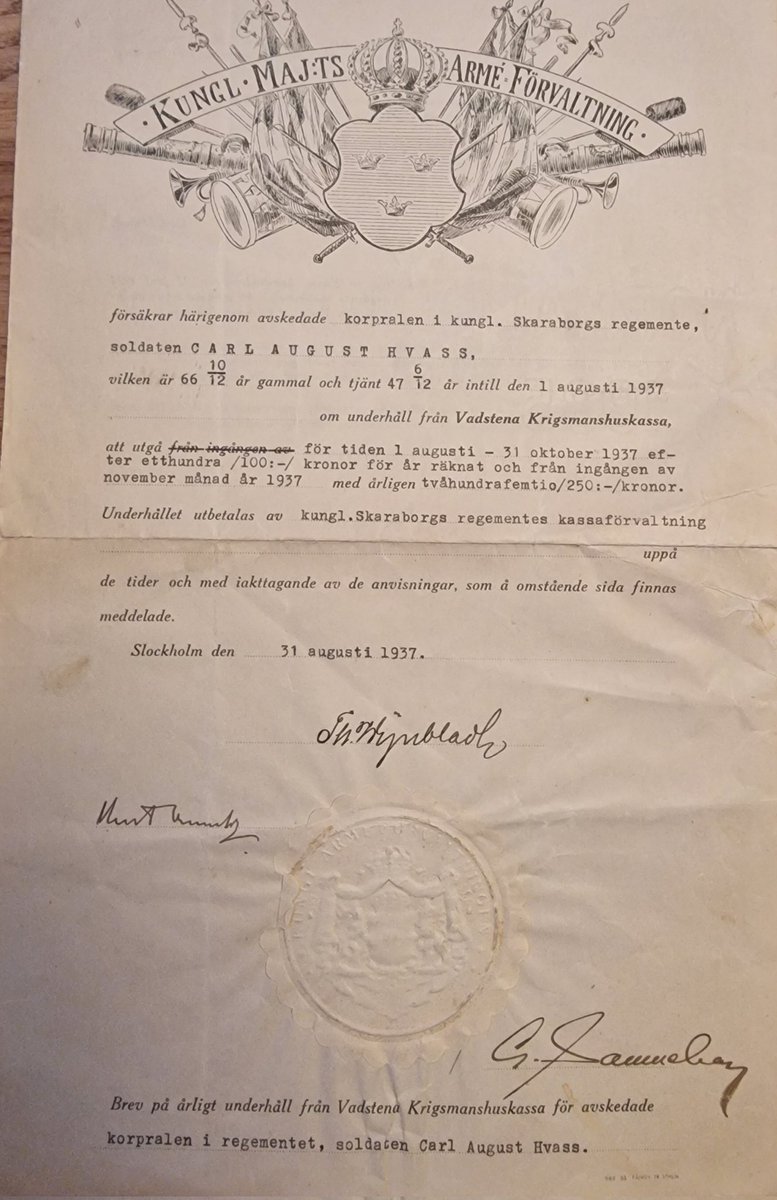 · KUNGL · MAJ:TS ARMÉ-FÖRVALTNING ·
försäkrar härigenom avskedade korpralen i kungl. Skaraborgs regemente,
soldaten CARL AUGUST HVASS,
vilken är 66 10/12 år gammal och tjänt 47 6/12 år intill den 1 augusti 1937
om underhåll från Vadstena Krigsmanshuskassa,
att utgå från ingången av för tiden 1 augusti - 31 oktober 1937 ef-
ter etthundra /100:-/ kronor för år räknat och från ingången av
november månad år 1937 med årligen tvåhundrafemtio/250:-/kronor.
Underhållet utbetalas av kungl.Skaraborgs regementes kassaförvaltning
uppå
de tider och med iakttagande av de anvisningar, som å omstående sida finnas
meddelade.
Stockholm den 31 augusti 1937.
Brev på årligt underhåll från Vadstena Krigsmanshuskassa för avskedade
korpralen i regementet, soldaten Carl August Hvass.